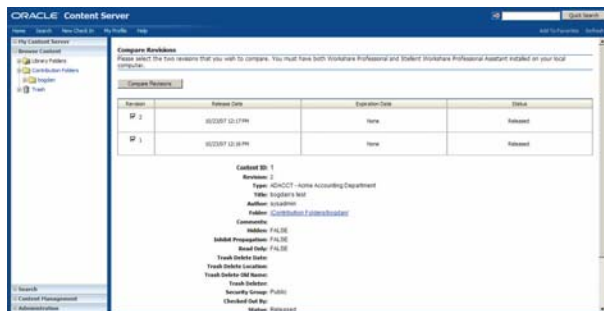 ORACLE Content Server
Quick Search
Home Search New Check In My Profile Help
Add To Favorites Refresh
My Content Server
Browse Content
Library Folders
Contribution Folders
bogdan
Trash
Search
Content Management
Administration
Compare Revisions
Please select the two revisions that you wish to compare. You must have both Workshare Professional and Stellent Workshare Professional Assistant installed on your local
computer.
Compare Revisions
Revision Release Date Expiration Date Status
2 10/23/07 12:17 PM None Released
1 10/23/07 12:16 PM None Released
Content ID: 1
Revision: 2
Type: ADACCT - Acme Accounting Department
Title: bogdan's test
Author: sysadmin
Folder: /Contribution Folders/bogdan/
Comments:
Hidden: FALSE
Inhibit Propagation: FALSE
Read Only: FALSE
Trash Delete Date:
Trash Delete Location:
Trash Delete Old Name:
Trash Deleter:
Security Group: Public
Checked Out By:
Status: Released